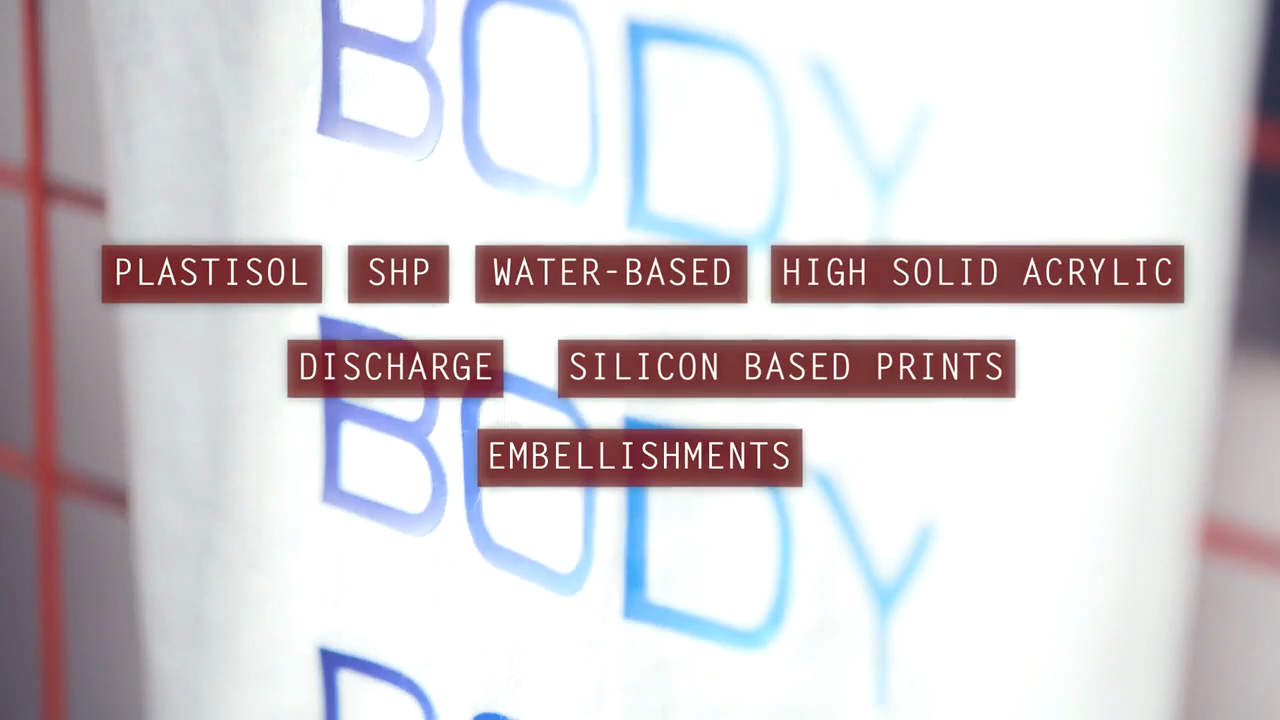 BODY
PLASTISOL SHP WATER-BASED HIGH SOLID ACRYLIC
DISCHARGE SILICON BASED PRINTS
BODY
EMBELLISHMENTS